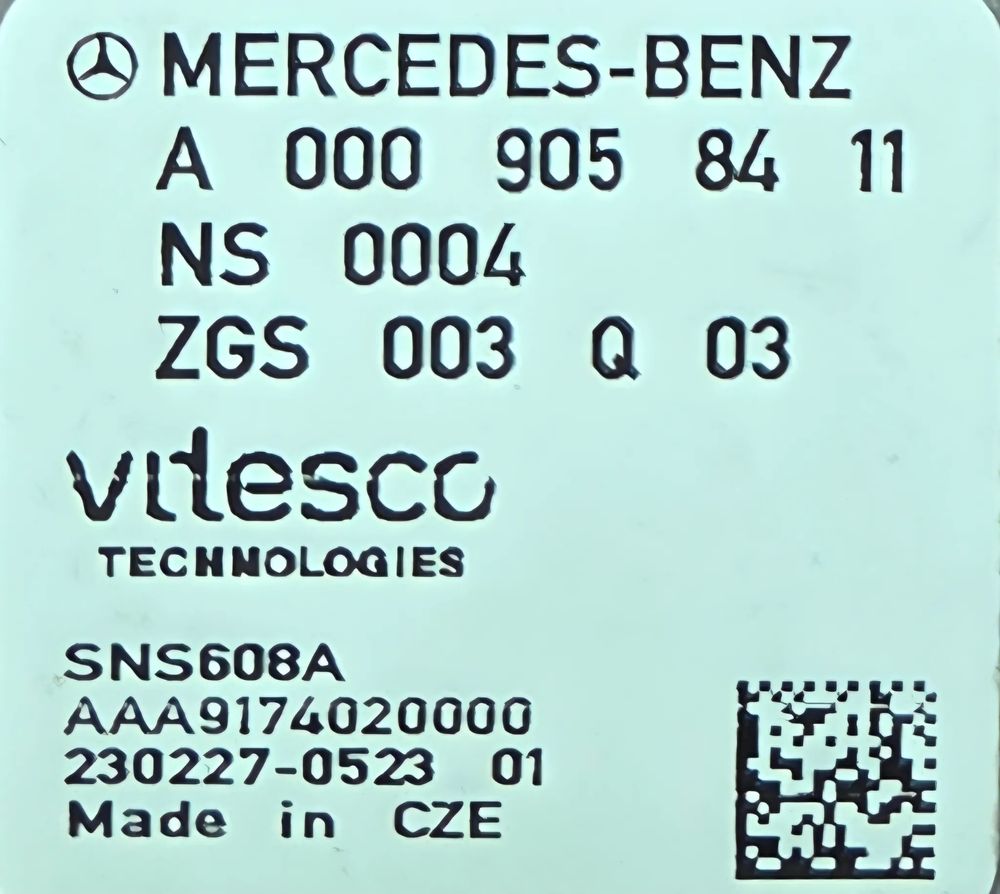 MERCEDES-BENZ
A 000 905 84 11
NS 0004
ZGS 003 Q 03
vitesco
TECHNOLOGIES
SNS608A
AAA9174020000
230227-0523 01
Made in CZE